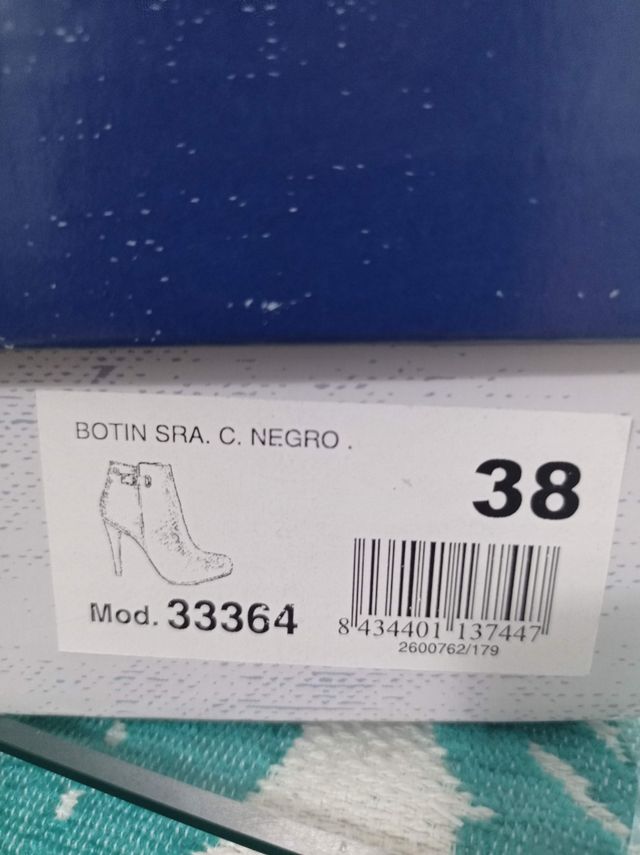 BOTIN SRA. C. NEGRO .
38
Mod. 33364
8 434401 137447
2600762/179